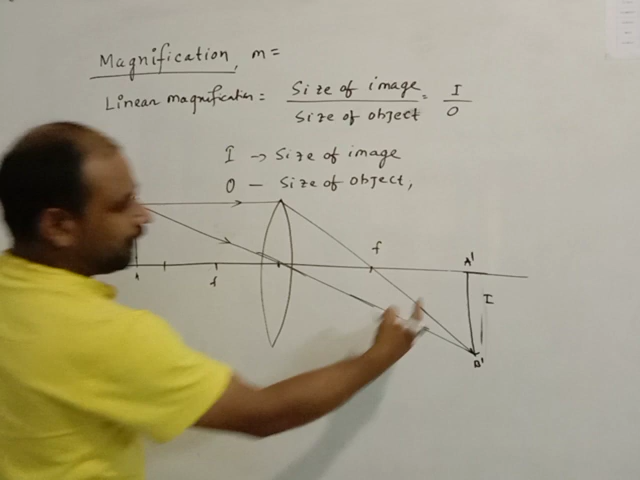 Magnification, m=
Linear magnification = Size of image / Size of object = I / O
I → Size of image
O – Size of object,
f
A'
A
f
I
B'